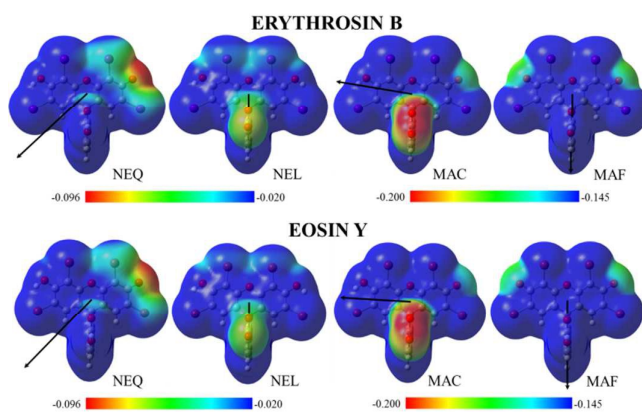 ERYTHROSIN B
NEQ NEL MAC MAF
-0.096 -0.020 -0.200 -0.145
EOSIN Y
NEQ NEL MAC MAF
-0.096 -0.020 -0.200 -0.145